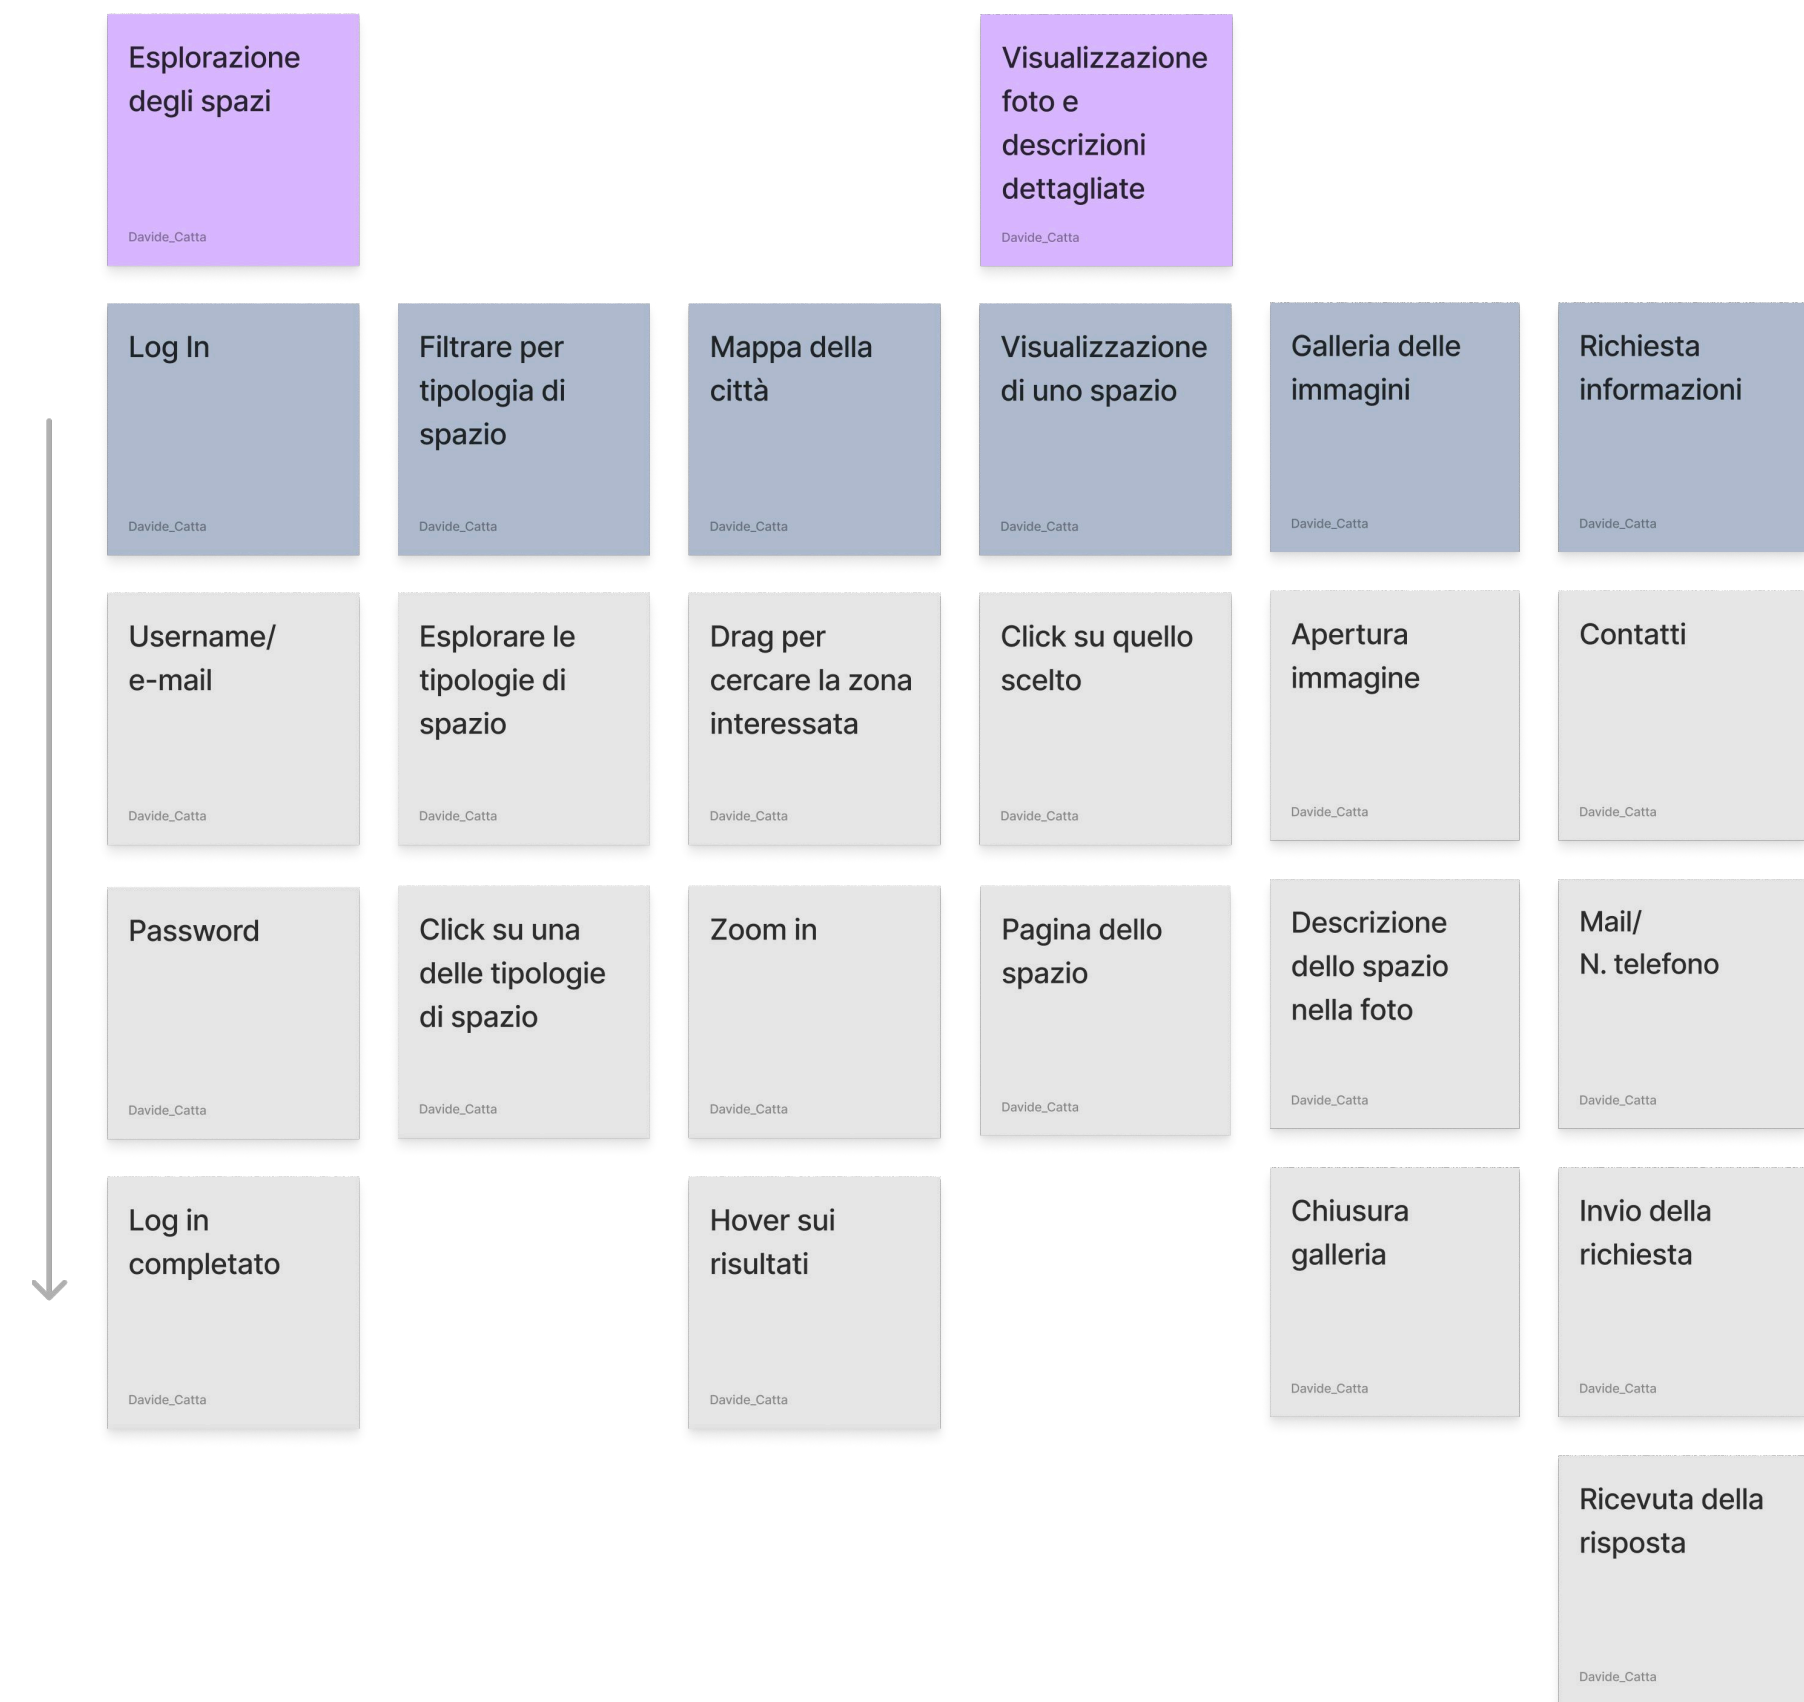 Esplorazione
degli spazi
Davide_Catta
Visualizzazione
foto e
descrizioni
dettagliate
Davide_Catta
Log In
Davide_Catta
Filtrare per
tipologia di
spazio
Davide_Catta
Mappa della
città
Davide_Catta
Visualizzazione
di uno spazio
Davide_Catta
Galleria delle
immagini
Davide_Catta
Richiesta
informazioni
Davide_Catta
Username/
e-mail
Davide_Catta
Esplorare le
tipologie di
spazio
Davide_Catta
Drag per
cercare la zona
interessata
Davide_Catta
Click su quello
scelto
Davide_Catta
Apertura
immagine
Davide_Catta
Contatti
Davide_Catta
Password
Davide_Catta
Click su una
delle tipologie
di spazio
Davide_Catta
Zoom in
Davide_Catta
Pagina dello
spazio
Davide_Catta
Descrizione
dello spazio
nella foto
Davide_Catta
Mail/
N. telefono
Davide_Catta
Log in
completato
Davide_Catta
Hover sui
risultati
Davide_Catta
Chiusura
galleria
Davide_Catta
Invio della
richiesta
Davide_Catta
Ricevuta della
risposta
Davide_Catta